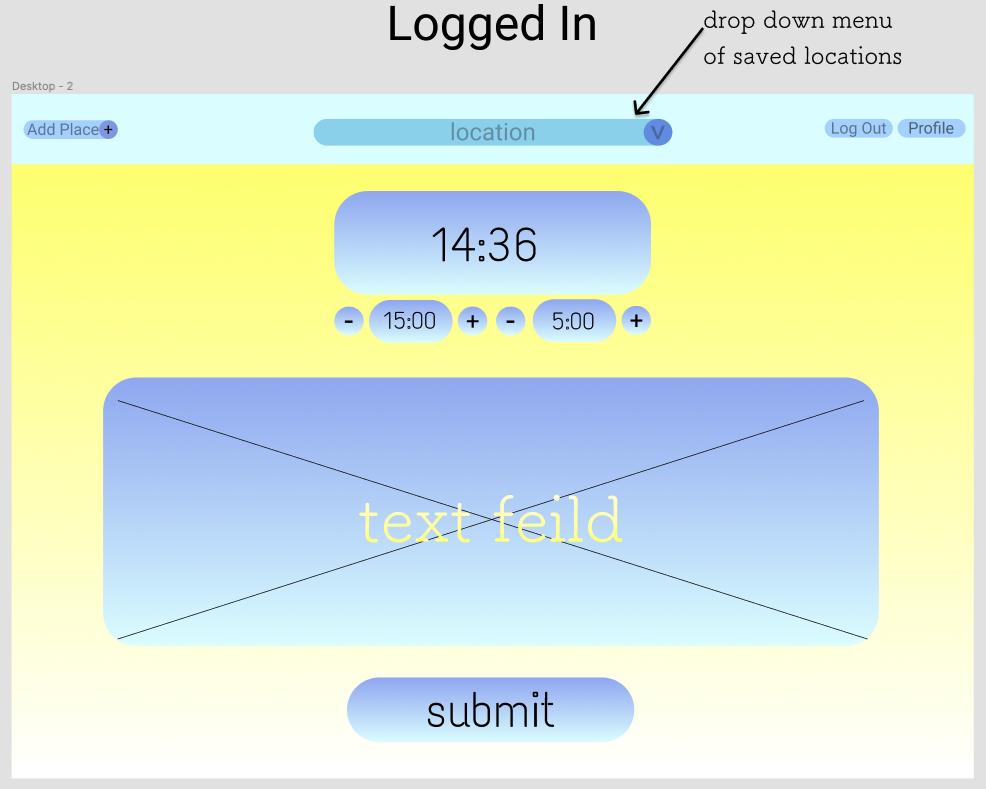 Logged In
drop down menu
of saved locations
Desktop - 2
Add Place +
location V
Log Out Profile
14:36
- 15:00 + - 5:00 +
text feild
submit